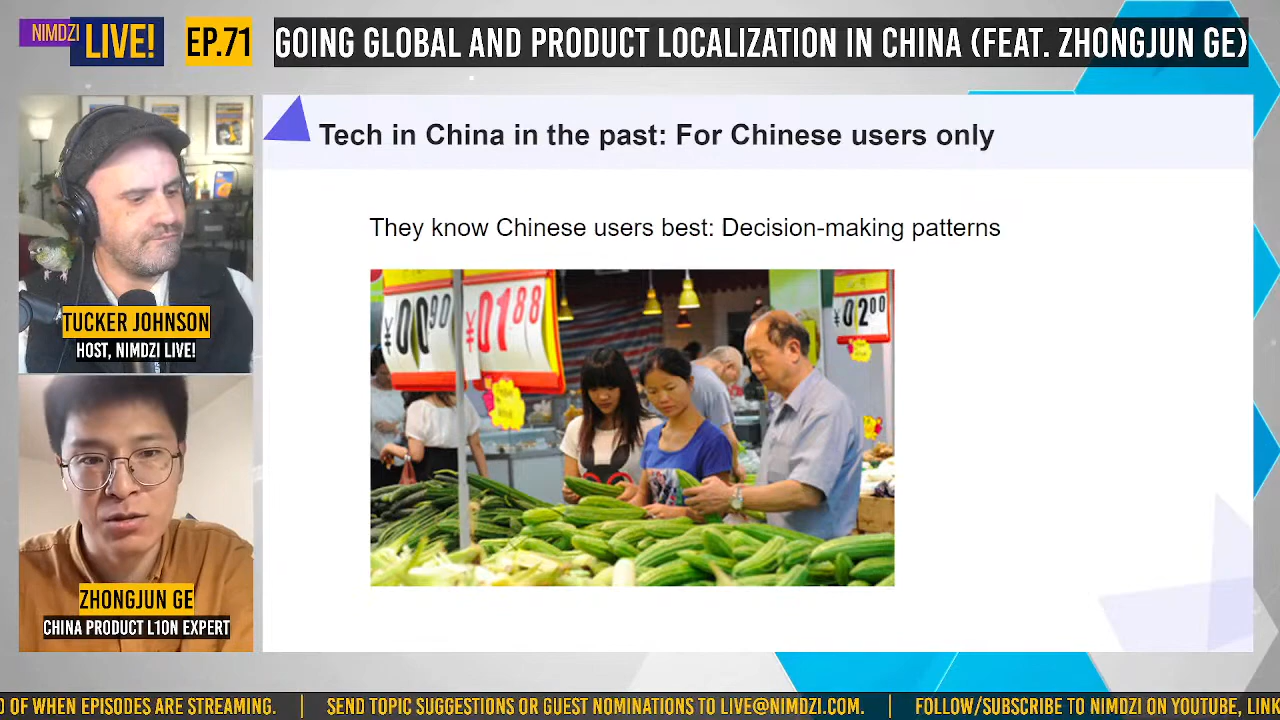 NIMDZI
LIVE!
EP.71
GOING GLOBAL AND PRODUCT LOCALIZATION IN CHINA (FEAT. ZHONGJUN GE)
Tech in China in the past: For Chinese users only
They know Chinese users best: Decision-making patterns
¥00.90
¥01.88
¥02.00
TUCKER JOHNSON
HOST, NIMDZI LIVE!
ZHONGJUN GE
CHINA PRODUCT L10N EXPERT
OF WHEN EPISODES ARE STREAMING. | SEND TOPIC SUGGESTIONS OR GUEST NOMINATIONS TO LIVE@NIMDZI.COM. | FOLLOW/SUBSCRIBE TO NIMDZI ON YOUTUBE, LINK